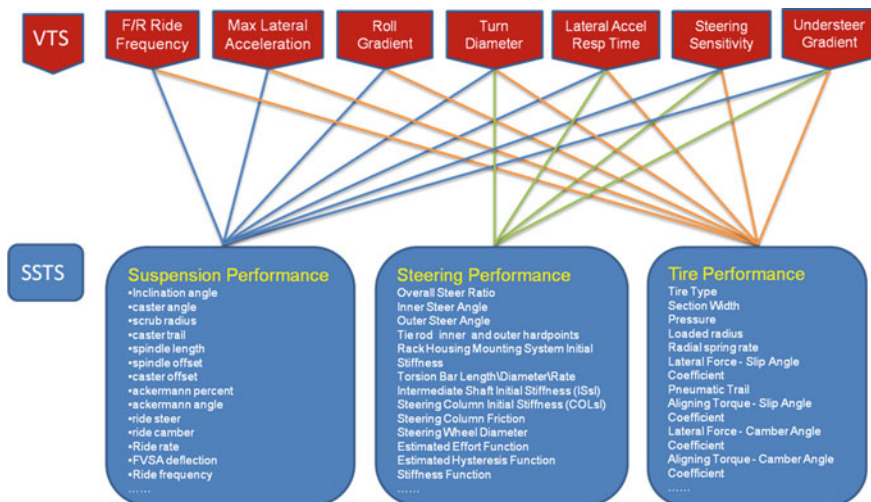 VTS
F/R Ride
Frequency
Max Lateral
Acceleration
Roll
Gradient
Turn
Diameter
Lateral Accel
Resp Time
Steering
Sensitivity
Understeer
Gradient
SSTS
Suspension Performance
•Inclination angle
•caster angle
•scrub radius
•caster trail
•spindle length
•spindle offset
•caster offset
•ackermann percent
•ackermann angle
•ride steer
•ride camber
•Ride rate
•FVSA deflection
•Ride frequency
……
Steering Performance
Overall Steer Ratio
Inner Steer Angle
Outer Steer Angle
Tie rod inner and outer hardpoints
Rack Housing Mounting System Initial
Stiffness
Torsion Bar Length\Diameter\Rate
Intermediate Shaft Initial Stiffness (ISsl)
Steering Column Initial Stiffness (COLsl)
Steering Column Friction
Steering Wheel Diameter
Estimated Effort Function
Estimated Hysteresis Function
Stiffness Function
……
Tire Performance
Tire Type
Section Width
Pressure
Loaded radius
Radial spring rate
Lateral Force - Slip Angle
Coefficient
Pneumatic Trail
Aligning Torque - Slip Angle
Coefficient
Lateral Force - Camber Angle
Coefficient
Aligning Torque - Camber Angle
Coefficient
……